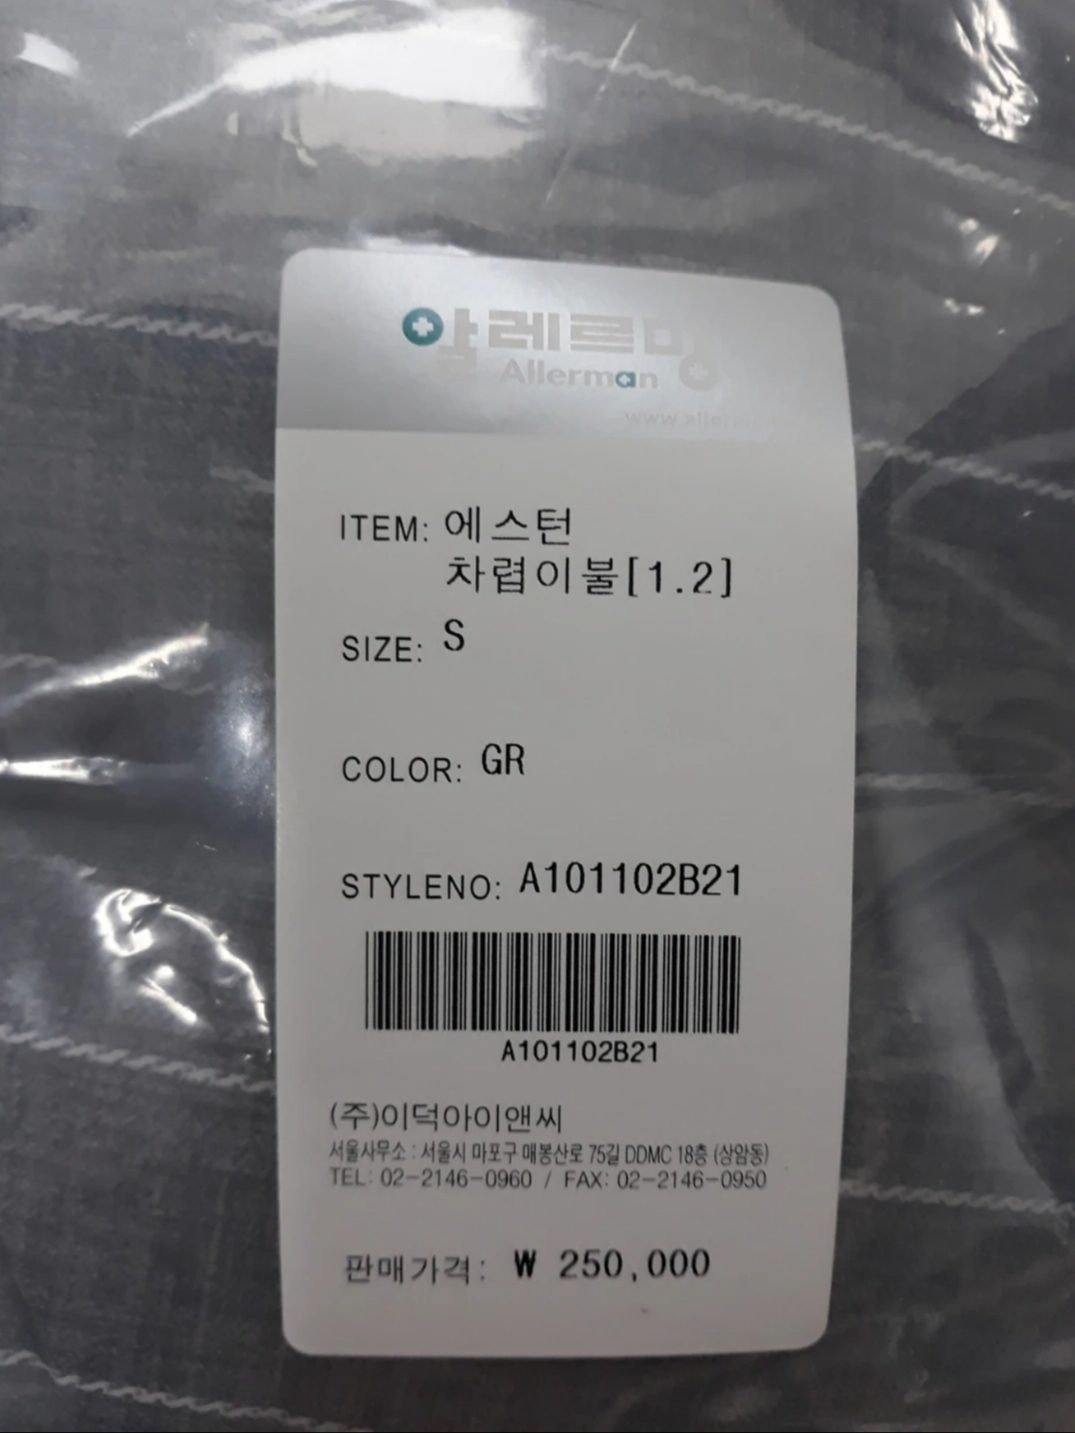 알레르망
Allerman
ITEM: 에스턴
차렵이불[1.2]
SIZE: S
COLOR: GR
STYLENO: A101102B21
A101102B21
(주)이덕아이앤씨
서울사무소 : 서울시 마포구 매봉산로 75길 DDMC 18층 (상암동)
TEL: 02-2146-0960 / FAX: 02-2146-0950
판매가격: ₩ 250,000